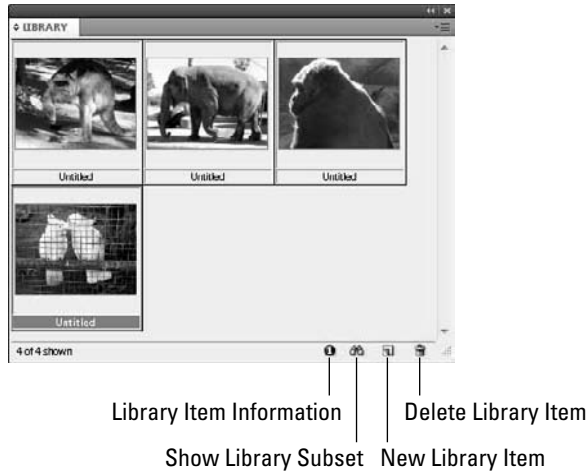 LIBRARY
Untitled Untitled Untitled
Untitled
4 of 4 shown
Library Item Information Delete Library Item
Show Library Subset New Library Item